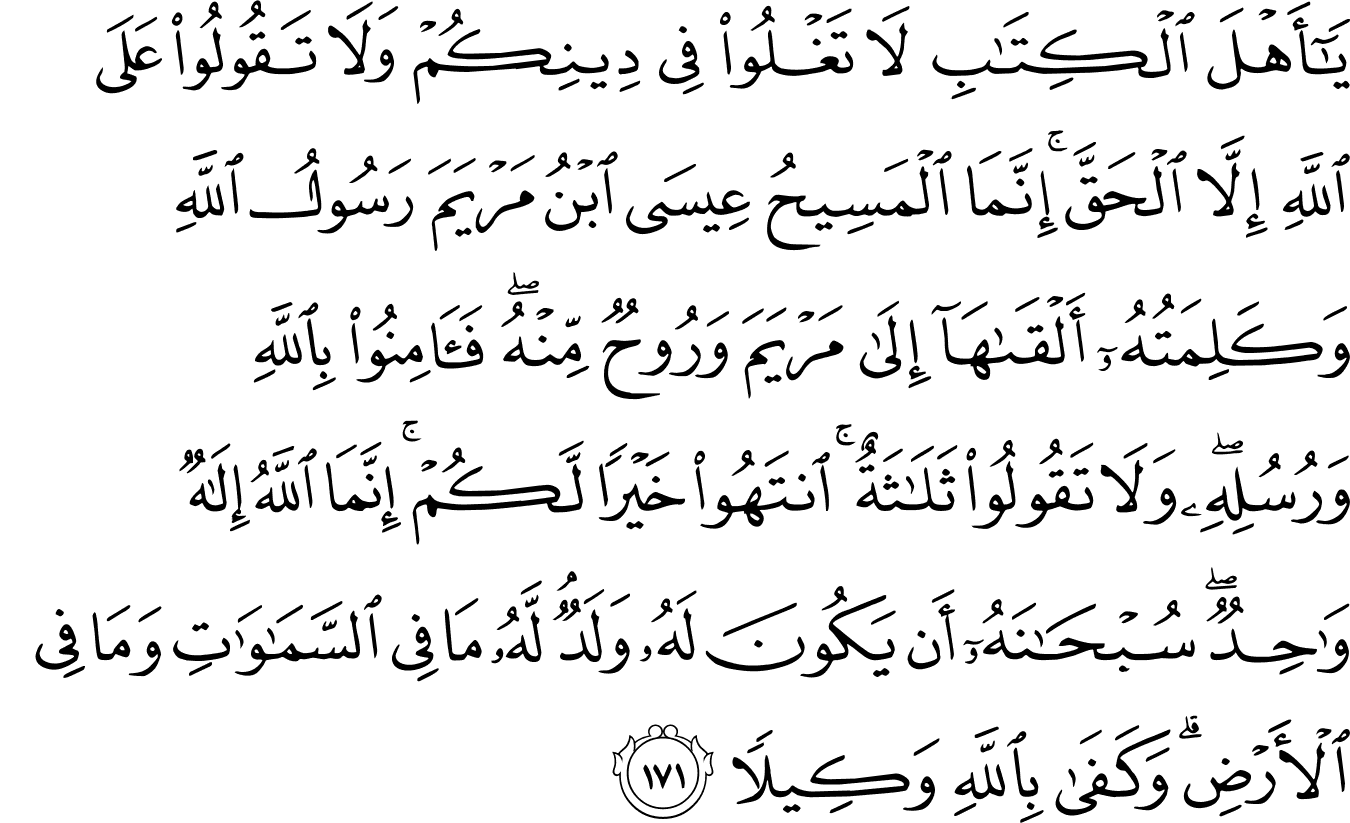 يَـٰٓأَهْلَ ٱلْكِتَـٰبِ لَا تَغْلُوا۟ فِى دِينِكُمْ وَلَا تَقُولُوا۟ عَلَى
ٱللَّهِ إِلَّا ٱلْحَقَّ ۚ إِنَّمَا ٱلْمَسِيحُ عِيسَى ٱبْنُ مَرْيَمَ رَسُولُ ٱللَّهِ
وَكَلِمَتُهُۥٓ أَلْقَىٰهَآ إِلَىٰ مَرْيَمَ وَرُوحٌ مِّنْهُ ۖ فَـَٔامِنُوا۟ بِٱللَّهِ
وَرُسُلِهِۦ ۖ وَلَا تَقُولُوا۟ ثَلَـٰثَةٌ ۚ ٱنتَهُوا۟ خَيْرًا لَّكُمْ ۚ إِنَّمَا ٱللَّهُ إِلَـٰهٌ
وَٰحِدٌ ۖ سُبْحَـٰنَهُۥٓ أَن يَكُونَ لَهُۥ وَلَدٌ ۘ لَّهُۥ مَا فِى ٱلسَّمَـٰوَٰتِ وَمَا فِى
ٱلْأَرْضِ ۗ وَكَفَىٰ بِٱللَّهِ وَكِيلًا ١٧١